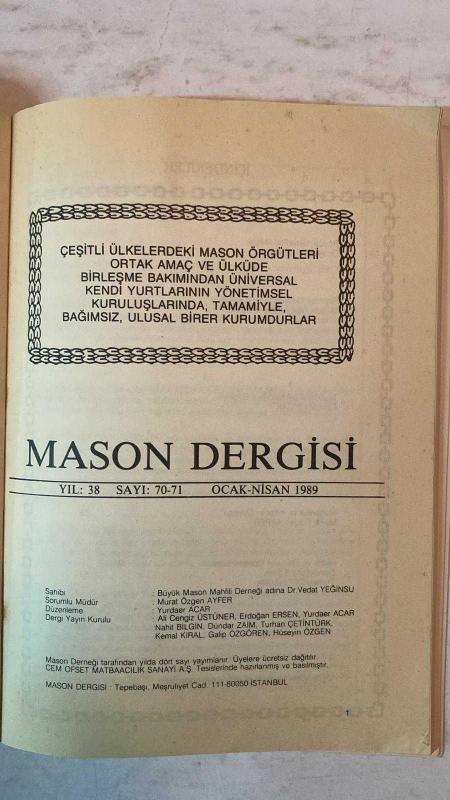 ÇEŞİTLİ ÜLKELERDEKİ MASON ÖRGÜTLERİ
ORTAK AMAÇ VE ÜLKÜDE
BİRLEŞME BAKIMINDAN ÜNİVERSAL
KENDİ YURTLARININ YÖNETİMSEL
KURULUŞLARINDA, TAMAMİYLE,
BAĞIMSIZ, ULUSAL BİRER KURUMDURLAR
MASON DERGİSİ
YIL: 38 SAYI: 70-71 OCAK-NİSAN 1989
Sahibi : Büyük Mason Mahfili Derneği adına Dr.Vedat YEĞİNSU
Sorumlu Müdür : Murat Özgen AYFER
Düzenleme : Yurdaer ACAR
Dergi Yayın Kurulu : Ali Cengiz ÜSTÜNER, Erdoğan ERSEN, Yurdaer ACAR
Nahit BİLGİN, Dündar ZAİM, Turhan ÇETİNTÜRK,
Kemal KIRAL, Galip ÖZGÖREN, Hüseyin ÖZGEN
Mason Derneği tarafından yılda dört sayı yayımlanır. Üyelere ücretsiz dağıtılır
CEM OFSET MATBAACILIK SANAYİ A.Ş. Tesislerinde hazırlanmış ve basılmıştır.
MASON DERGİSİ : Tepebaşı, Meşrutiyet Cad. 111-80050-İSTANBUL
1